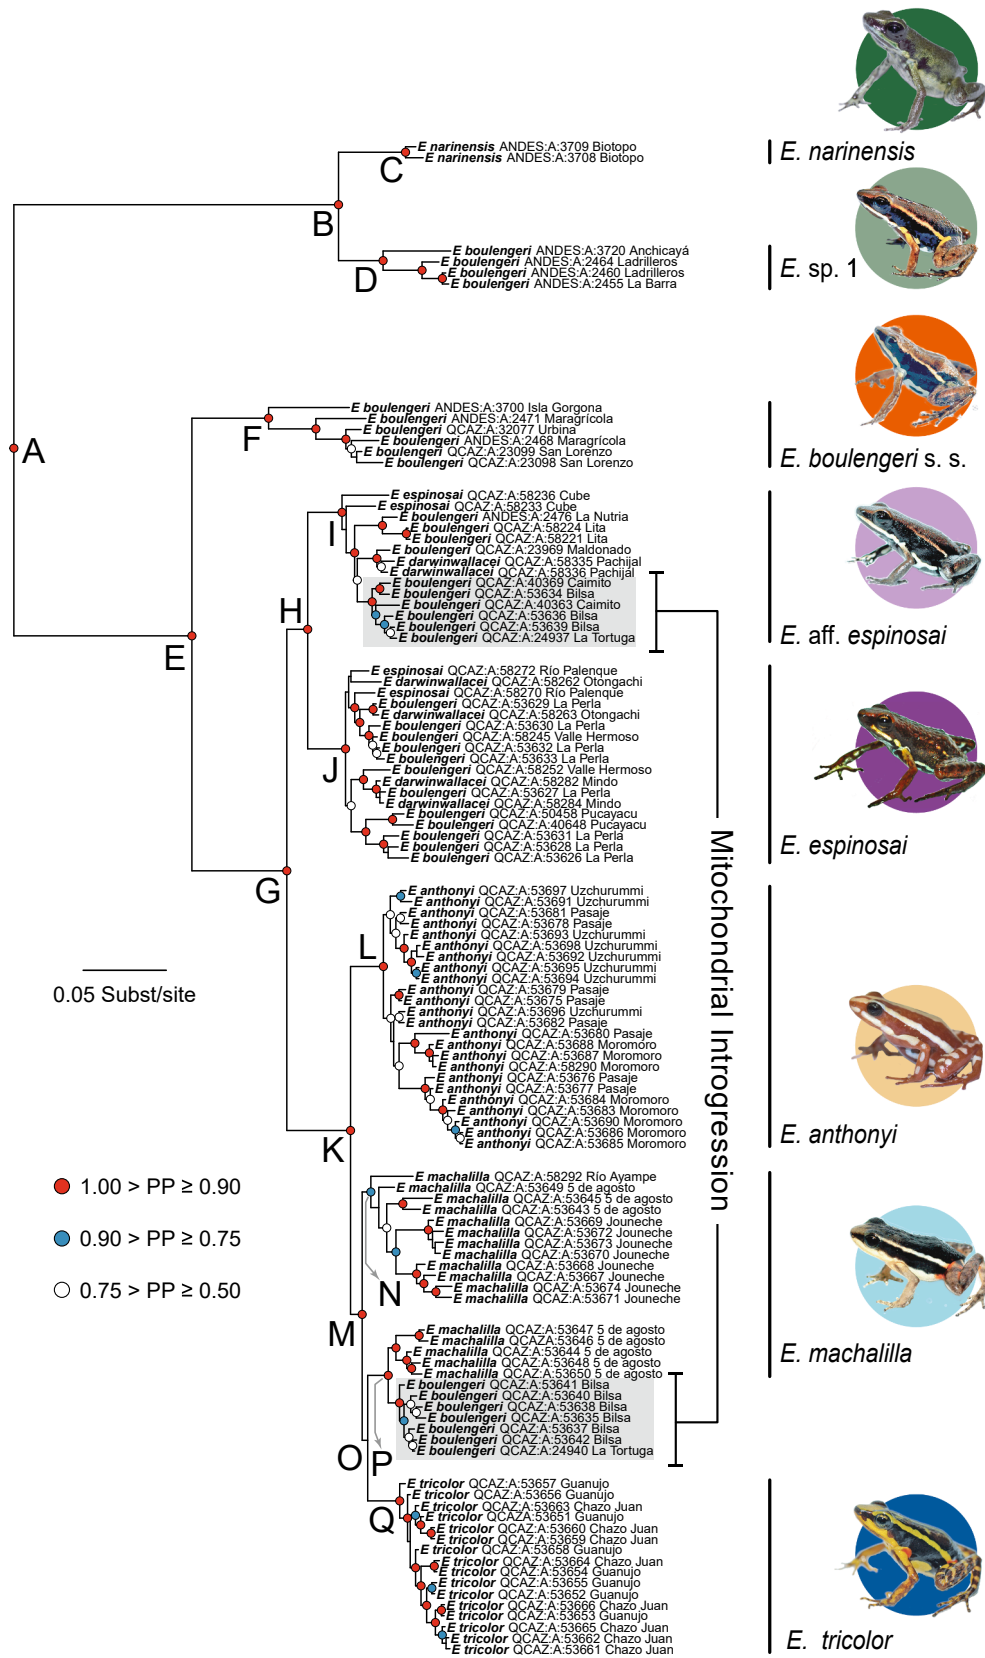 E narinensis ANDES:A:3709 Biotopo
E narinensis ANDES:A:3708 Biotopo
C
E. narinensis
B
E boulengeri ANDES:A:3720 Anchicayá
E boulengeri ANDES:A:2464 Ladrilleros
E boulengeri ANDES:A:2460 Ladrilleros
E boulengeri ANDES:A:2455 La Barra
D
E. sp. 1
E boulengeri ANDES:A:3700 Isla Gorgona
E boulengeri ANDES:A:2471 Maragrícola
E boulengeri QCAZ:A:32077 Urbina
E boulengeri ANDES:A:2468 Maragrícola
E boulengeri QCAZ:A:23099 San Lorenzo
E boulengeri QCAZ:A:23098 San Lorenzo
F
A
E. boulengeri s. s.
E espinosai QCAZ:A:58236 Cube
E espinosai QCAZ:A:58233 Cube
E boulengeri ANDES:A:2476 La Nutria
E boulengeri QCAZ:A:58224 Lita
E boulengeri QCAZ:A:58221 Lita
E boulengeri QCAZ:A:23969 Maldonado
E darwinwallacei QCAZ:A:58335 Pachijal
E darwinwallacei QCAZ:A:58336 Pachijal
E boulengeri QCAZ:A:40369 Caimito
E boulengeri QCAZ:A:53634 Bilsa
E boulengeri QCAZ:A:40363 Caimito
E boulengeri QCAZ:A:53636 Bilsa
E boulengeri QCAZ:A:53639 Bilsa
E boulengeri QCAZ:A:24937 La Tortuga
I
H
E
E. aff. espinosai
E espinosai QCAZ:A:58272 Río Palenque
E darwinwallacei QCAZ:A:58262 Otongachi
E espinosai QCAZ:A:58270 Río Palenque
E boulengeri QCAZ:A:53629 La Perla
E darwinwallacei QCAZ:A:58263 Otongachi
E boulengeri QCAZ:A:53630 La Perla
E boulengeri QCAZ:A:58245 Valle Hermoso
E boulengeri QCAZ:A:53632 La Perla
E boulengeri QCAZ:A:53633 La Perla
E boulengeri QCAZ:A:58252 Valle Hermoso
E darwinwallacei QCAZ:A:58282 Mindo
E boulengeri QCAZ:A:53627 La Perla
E darwinwallacei QCAZ:A:58284 Mindo
E boulengeri QCAZ:A:50458 Pucayacu
E boulengeri QCAZ:A:40648 Pucayacu
E boulengeri QCAZ:A:53631 La Perla
E boulengeri QCAZ:A:53628 La Perla
E boulengeri QCAZ:A:53626 La Perla
J
E. espinosai
G
Mitochondrial Introgression
E anthonyi QCAZ:A:53697 Uzchurummi
E anthonyi QCAZ:A:53691 Uzchurummi
E anthonyi QCAZ:A:53681 Pasaje
E anthonyi QCAZ:A:53678 Pasaje
E anthonyi QCAZ:A:53693 Uzchurummi
E anthonyi QCAZ:A:53698 Uzchurummi
E anthonyi QCAZ:A:53692 Uzchurummi
E anthonyi QCAZ:A:53695 Uzchurummi
E anthonyi QCAZ:A:53694 Uzchurummi
E anthonyi QCAZ:A:53679 Pasaje
E anthonyi QCAZ:A:53675 Pasaje
E anthonyi QCAZ:A:53696 Uzchurummi
E anthonyi QCAZ:A:53682 Pasaje
E anthonyi QCAZ:A:53680 Pasaje
E anthonyi QCAZ:A:53688 Moromoro
E anthonyi QCAZ:A:53687 Moromoro
E anthonyi QCAZ:A:58290 Moromoro
E anthonyi QCAZ:A:53676 Pasaje
E anthonyi QCAZ:A:53677 Pasaje
E anthonyi QCAZ:A:53684 Moromoro
E anthonyi QCAZ:A:53683 Moromoro
E anthonyi QCAZ:A:53690 Moromoro
E anthonyi QCAZ:A:53686 Moromoro
E anthonyi QCAZ:A:53685 Moromoro
L
0.05 Subst/site
E. anthonyi
K
1.00 > PP ≥ 0.90
0.90 > PP ≥ 0.75
0.75 > PP ≥ 0.50
E machalilla QCAZ:A:58292 Río Ayampe
E machalilla QCAZ:A:53649 5 de agosto
E machalilla QCAZ:A:53645 5 de agosto
E machalilla QCAZ:A:53643 5 de agosto
E machalilla QCAZ:A:53669 Jouneche
E machalilla QCAZ:A:53672 Jouneche
E machalilla QCAZ:A:53673 Jouneche
E machalilla QCAZ:A:53670 Jouneche
E machalilla QCAZ:A:53668 Jouneche
E machalilla QCAZ:A:53667 Jouneche
E machalilla QCAZ:A:53674 Jouneche
E machalilla QCAZ:A:53671 Jouneche
N
M
E machalilla QCAZ:A:53647 5 de agosto
E machalilla QCAZA:53646 5 de agosto
E machalilla QCAZ:A:53644 5 de agosto
E machalilla QCAZ:A:53648 5 de agosto
E machalilla QCAZ:A:53650 5 de agosto
E boulengeri QCAZ:A:53641 Bilsa
E boulengeri QCAZ:A:53640 Bilsa
E boulengeri QCAZ:A:53638 Bilsa
E boulengeri QCAZ:A:53635 Bilsa
E boulengeri QCAZ:A:53637 Bilsa
E boulengeri QCAZ:A:53642 Bilsa
E boulengeri QCAZ:A:24940 La Tortuga
E. machalilla
O
P
E tricolor QCAZ:A:53657 Guanujo
E tricolor QCAZ:A:53656 Guanujo
E tricolor QCAZ:A:53663 Chazo Juan
E tricolor QCAZA:53651 Guanujo
E tricolor QCAZ:A:53660 Chazo Juan
E tricolor QCAZ:A:53659 Chazo Juan
E tricolor QCAZ:A:53658 Guanujo
E tricolor QCAZ:A:53664 Chazo Juan
E tricolor QCAZ:A:53654 Guanujo
E tricolor QCAZ:A:53655 Guanujo
E tricolor QCAZ:A:53652 Guanujo
E tricolor QCAZ:A:53666 Chazo Juan
E tricolor QCAZ:A:53653 Guanujo
E tricolor QCAZ:A:53665 Chazo Juan
E tricolor QCAZ:A:53662 Chazo Juan
E tricolor QCAZ:A:53661 Chazo Juan
Q
E. tricolor